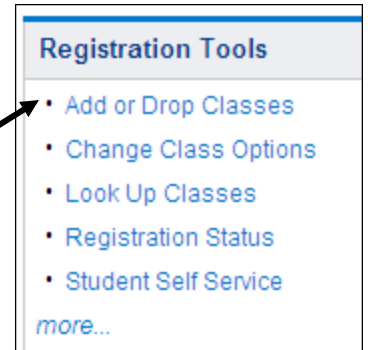 Registration Tools
• Add or Drop Classes
• Change Class Options
• Look Up Classes
• Registration Status
• Student Self Service
more...